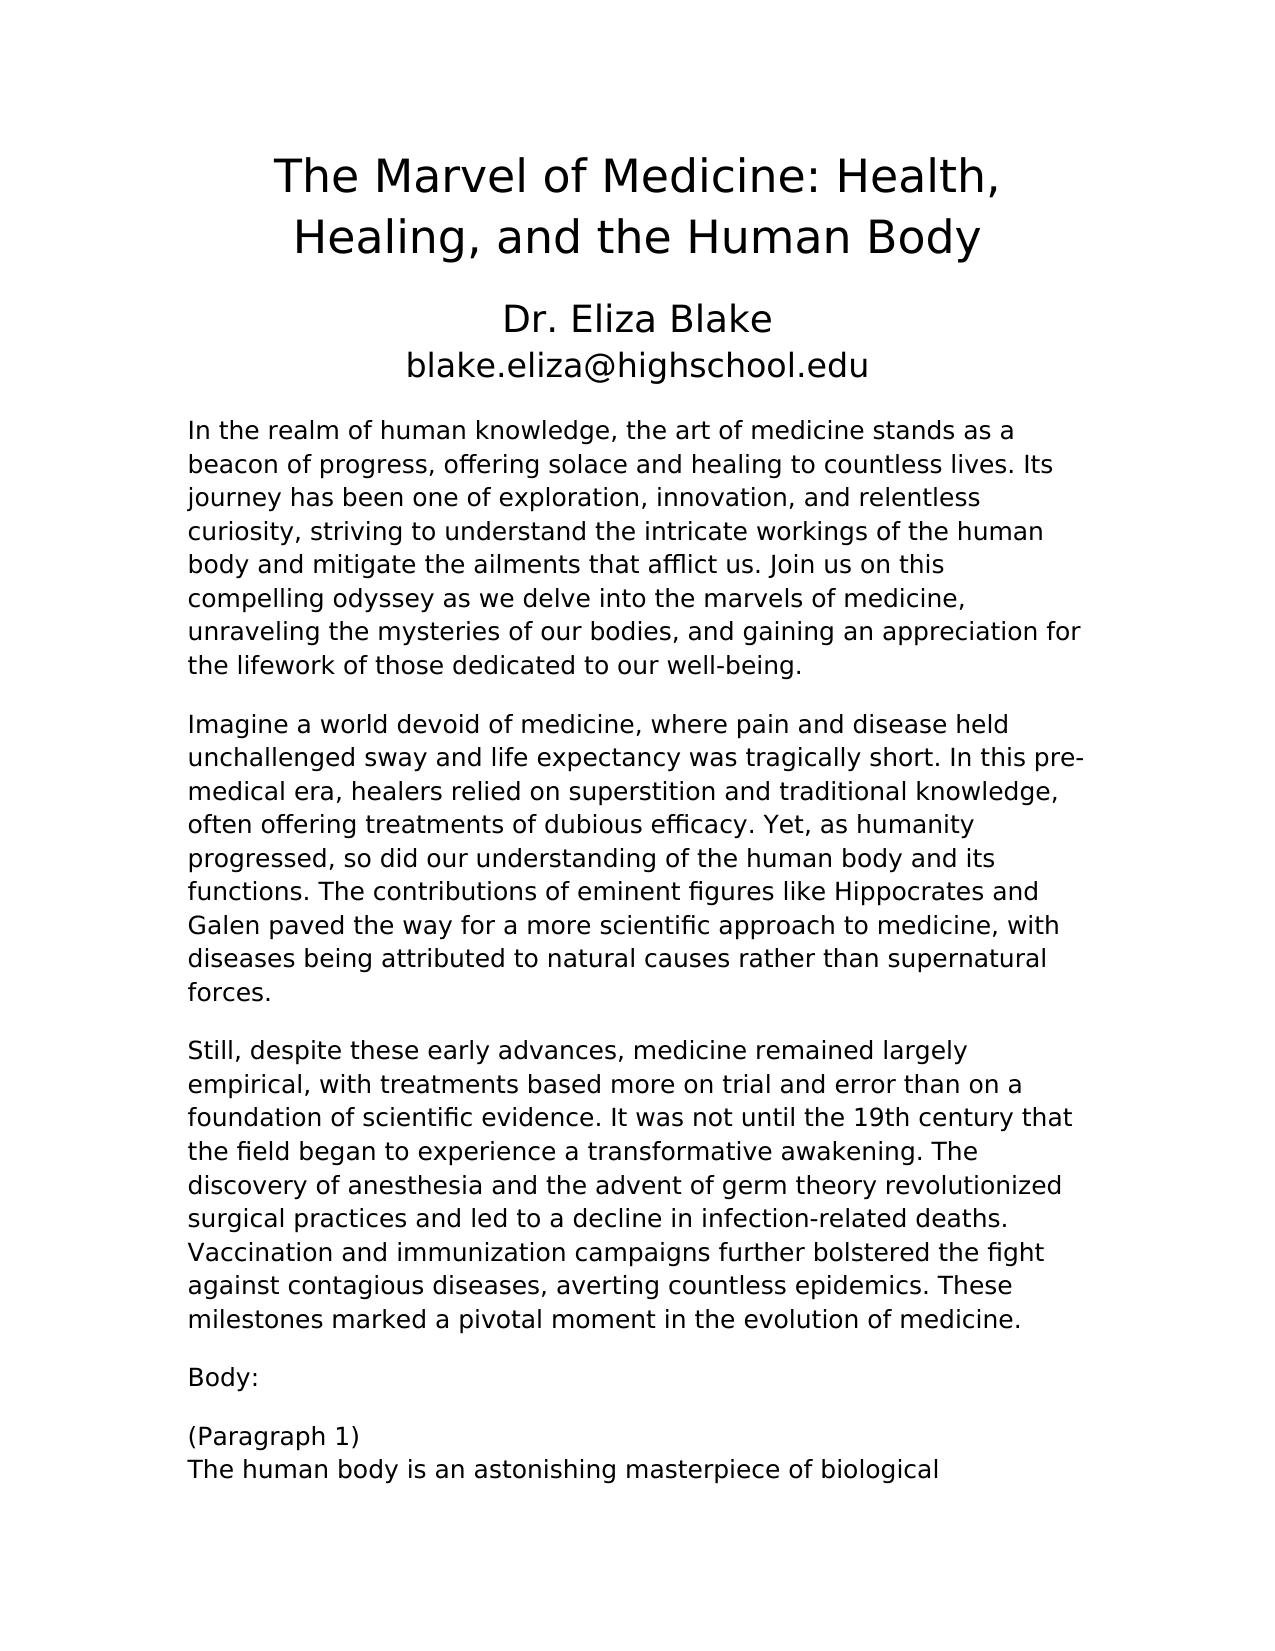 The Marvel of Medicine: Health,
Healing, and the Human Body
Dr. Eliza Blake
blake.eliza@highschool.edu
In the realm of human knowledge, the art of medicine stands as a
beacon of progress, offering solace and healing to countless lives. Its
journey has been one of exploration, innovation, and relentless
curiosity, striving to understand the intricate workings of the human
body and mitigate the ailments that afflict us. Join us on this
compelling odyssey as we delve into the marvels of medicine,
unraveling the mysteries of our bodies, and gaining an appreciation for
the lifework of those dedicated to our well-being.
Imagine a world devoid of medicine, where pain and disease held
unchallenged sway and life expectancy was tragically short. In this pre-
medical era, healers relied on superstition and traditional knowledge,
often offering treatments of dubious efficacy. Yet, as humanity
progressed, so did our understanding of the human body and its
functions. The contributions of eminent figures like Hippocrates and
Galen paved the way for a more scientific approach to medicine, with
diseases being attributed to natural causes rather than supernatural
forces.
Still, despite these early advances, medicine remained largely
empirical, with treatments based more on trial and error than on a
foundation of scientific evidence. It was not until the 19th century that
the field began to experience a transformative awakening. The
discovery of anesthesia and the advent of germ theory revolutionized
surgical practices and led to a decline in infection-related deaths.
Vaccination and immunization campaigns further bolstered the fight
against contagious diseases, averting countless epidemics. These
milestones marked a pivotal moment in the evolution of medicine.
Body:
(Paragraph 1)
The human body is an astonishing masterpiece of biological